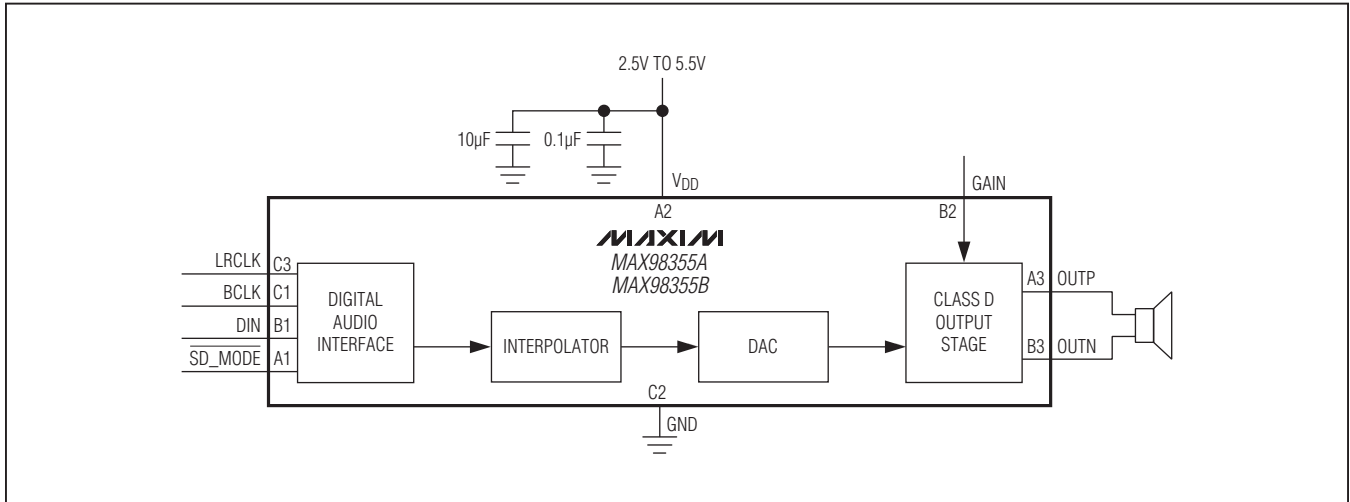 2.5V TO 5.5V
10µF
0.1µF
VDD
GAIN
A2
B2
MAXIM
MAX98355A
MAX98355B
LRCLK C3
BCLK C1
DIN B1
SD_MODE A1
DIGITAL
AUDIO
INTERFACE
INTERPOLATOR
DAC
CLASS D
OUTPUT
STAGE
A3 OUTP
B3 OUTN
C2
GND